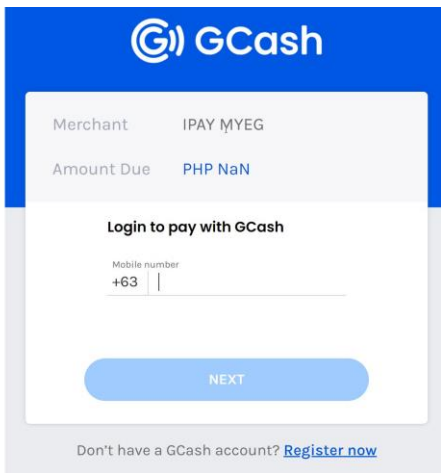 GCash
Merchant IPAY MYEG
Amount Due PHP NaN
Login to pay with GCash
Mobile number
+63
NEXT
Don't have a GCash account? Register now